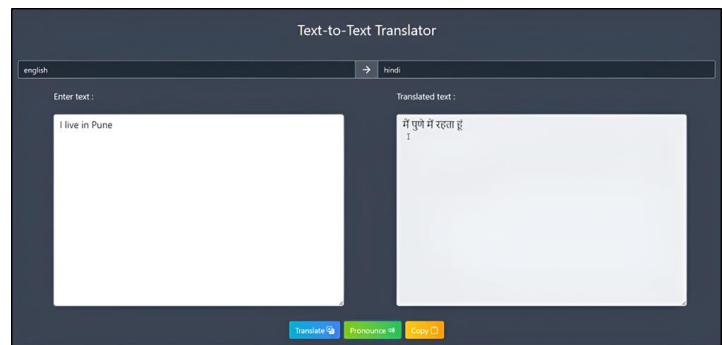 Text-to-Text Translator
english → hindi
Enter text :
Translated text :
I live in Pune
में पुणे में रहता हूं
Translate
Pronounce
Copy